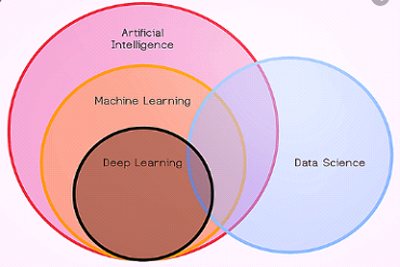 Artificial
Intelligence
Machine Learning
Deep Learning
Data Science